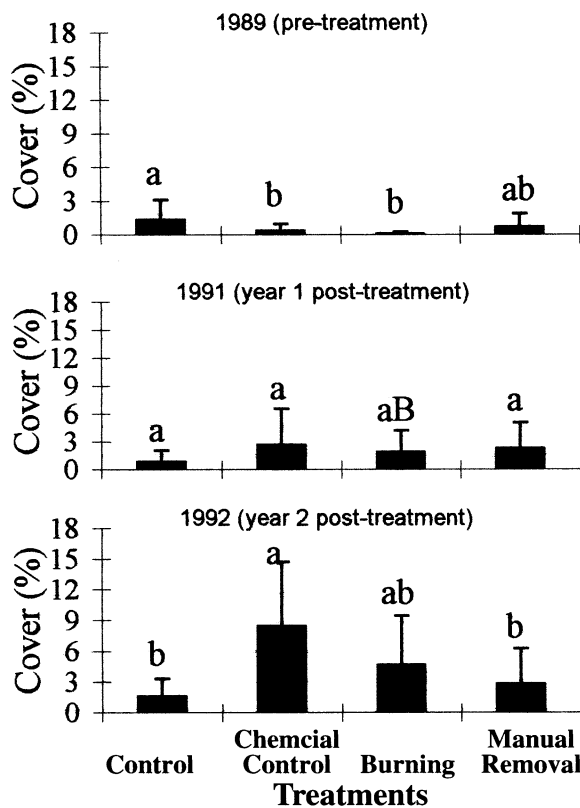 1989 (pre-treatment)
Cover (%)
18
15
12
9
6
3
0
a
b
b
ab
1991 (year 1 post-treatment)
Cover (%)
18
15
12
9
6
3
0
a
a
aB
a
1992 (year 2 post-treatment)
Cover (%)
18
15
12
9
6
3
0
b
a
ab
b
Control
Chemcial Control
Burning
Manual Removal
Treatments